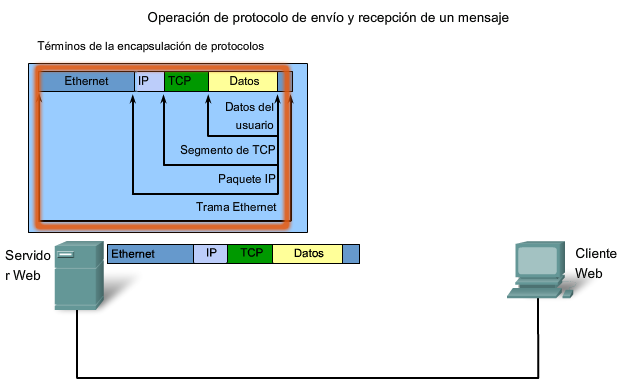 Operación de protocolo de envío y recepción de un mensaje
Términos de la encapsulación de protocolos
Ethernet IP TCP Datos
Datos del
usuario
Segmento de TCP
Paquete IP
Trama Ethernet
Servido
r Web
Ethernet IP TCP Datos
Cliente
Web